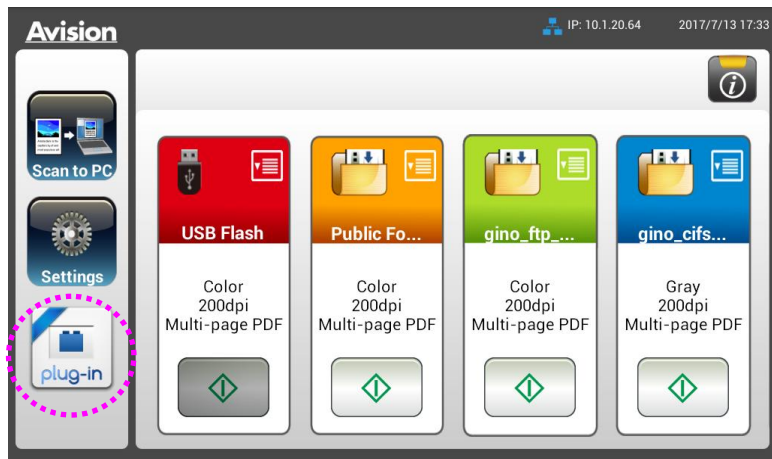 Avision
IP: 10.1.20.64
2017/7/13 17:33
Scan to PC
Settings
plug-in
USB Flash
Color
200dpi
Multi-page PDF
Public Fo...
Color
200dpi
Multi-page PDF
gino_ftp_...
Color
200dpi
Multi-page PDF
gino_cifs...
Gray
200dpi
Multi-page PDF